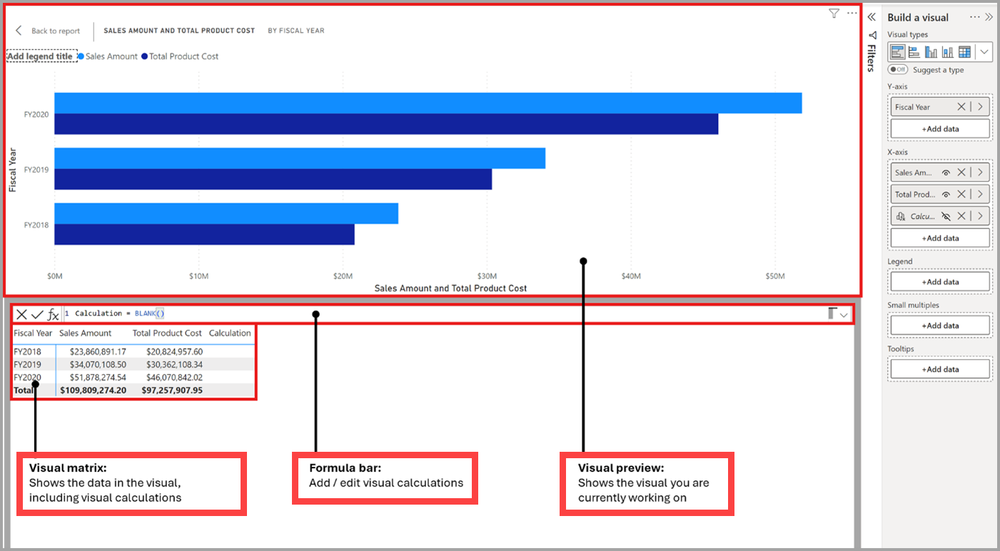 Back to report
SALES AMOUNT AND TOTAL PRODUCT COST BY FISCAL YEAR
Add legend title Sales Amount Total Product Cost
Fiscal Year
FY2020
FY2019
FY2018
$0M $10M $20M $30M $40M $50M
Sales Amount and Total Product Cost
1 Calculation = BLANK()
Fiscal Year Sales Amount Total Product Cost Calculation
FY2018 $23,860,891.17 $20,824,957.60
FY2019 $34,070,108.50 $30,362,108.34
FY2020 $51,878,274.54 $46,070,842.02
Total $109,809,274.20 $97,257,907.95
Visual matrix:
Shows the data in the visual,
including visual calculations
Formula bar:
Add / edit visual calculations
Visual preview:
Shows the visual you are
currently working on
Filters
Build a visual
Visual types
Off Suggest a type
Y-axis
Fiscal Year
+Add data
X-axis
Sales Am...
Total Prod...
Calcu...
+Add data
Legend
+Add data
Small multiples
+Add data
Tooltips
+Add data